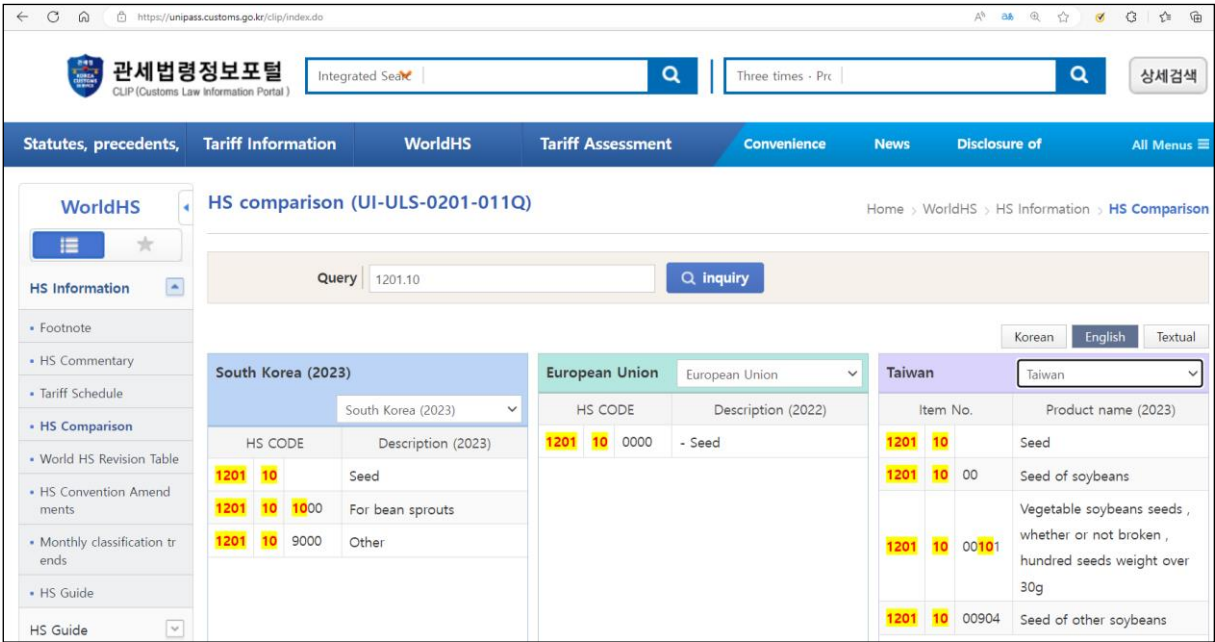 https://unipass.customs.go.kr/clip/index.do
관세법령정보포털
CLIP (Customs Law Information Portal )
Integrated Sea
Three times · Prc
상세검색
Statutes, precedents,
Tariff Information
WorldHS
Tariff Assessment
Convenience
News
Disclosure of
All Menus
WorldHS
HS Information
Footnote
HS Commentary
Tariff Schedule
HS Comparison
World HS Revision Table
HS Convention Amend
ments
Monthly classification tr
ends
HS Guide
HS Guide
HS comparison (UI-ULS-0201-011Q)
Home > WorldHS > HS Information > HS Comparison
Query 1201.10 inquiry
Korean English Textual
South Korea (2023)
South Korea (2023)
HS CODE Description (2023)
1201 10 Seed
1201 10 1000 For bean sprouts
1201 10 9000 Other
European Union European Union
HS CODE Description (2022)
1201 10 0000 - Seed
Taiwan Taiwan
Item No. Product name (2023)
1201 10 Seed
1201 10 00 Seed of soybeans
1201 10 00101 Vegetable soybeans seeds ,
whether or not broken ,
hundred seeds weight over
30g
1201 10 00904 Seed of other soybeans